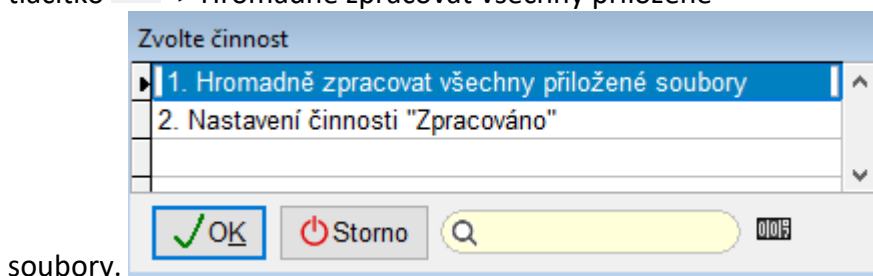 tlačítko -> Hromadně zpracovat všechny přiložené
Zvolte činnost
1. Hromadně zpracovat všechny přiložené soubory
2. Nastavení činnosti "Zpracováno"
OK Storno
soubory.